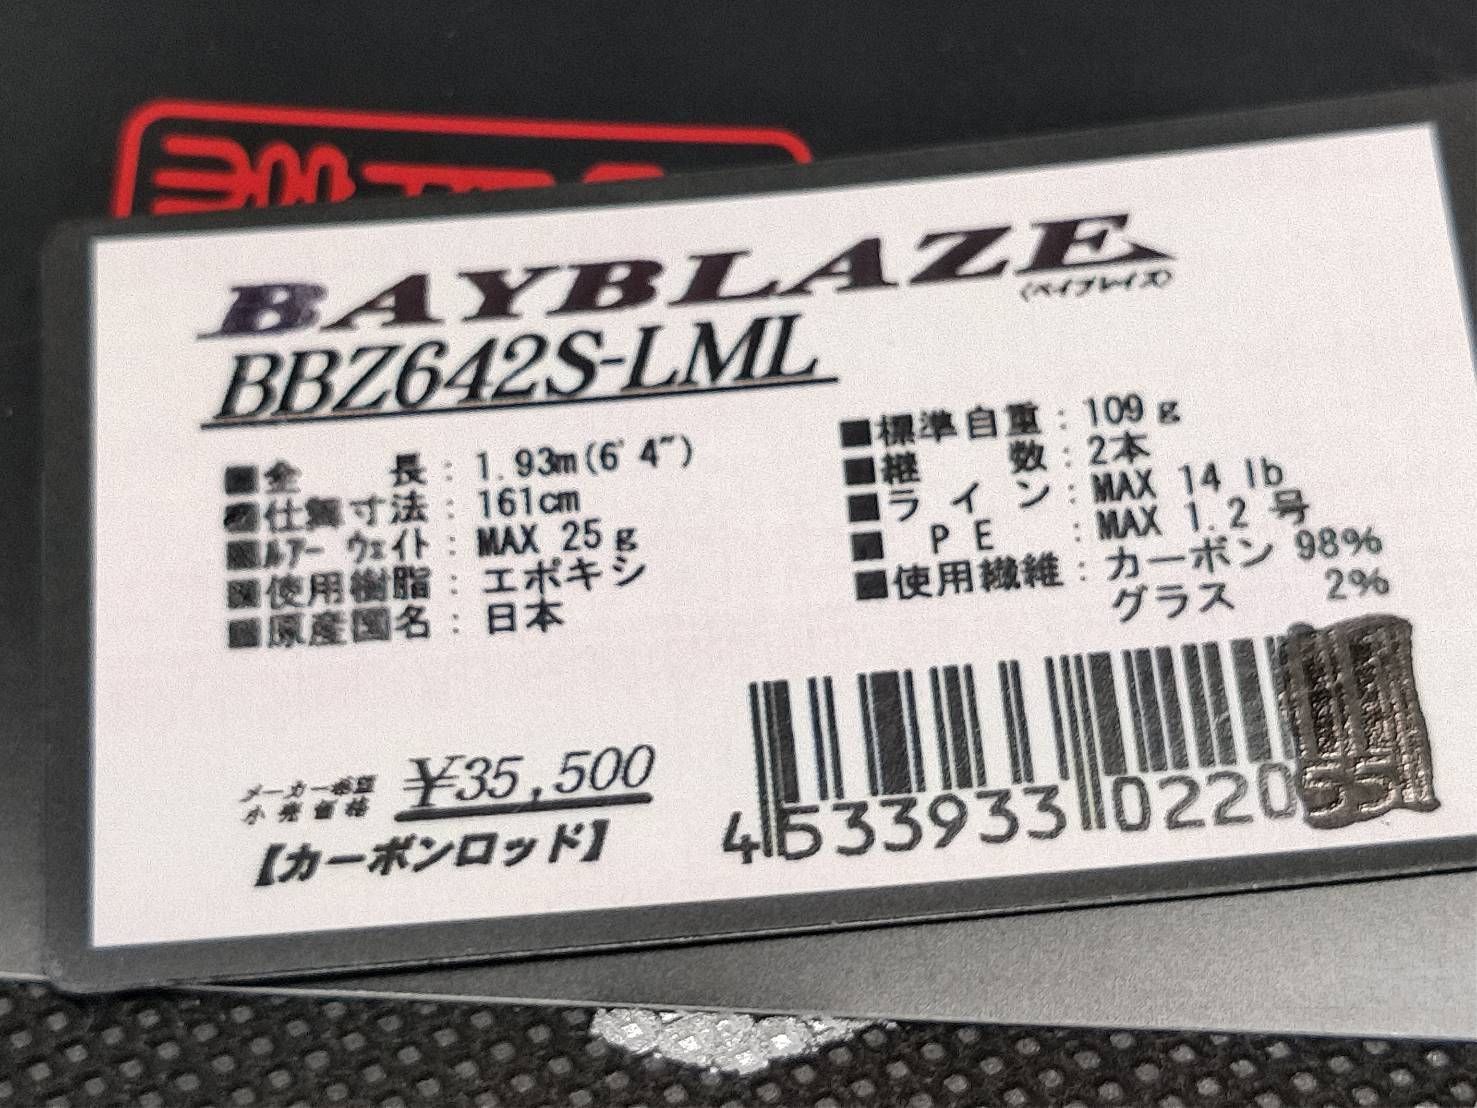 BAYBLAZE
(ベイブレイズ)
BBZ642S-LML
■全長：1.93m(6'4")
■仕舞寸法：161cm
■ルアーウェイト：MAX 25g
■使用樹脂：エポキシ
■原産国名：日本
■標準自重：109g
■継数：2本
■ライン：MAX 14 lb
■PE：MAX 1.2号
■使用繊維：カーボン 98%
グラス 2%
メーカー希望
小売価格 ¥35,500
【カーボンロッド】
4 533933 0220